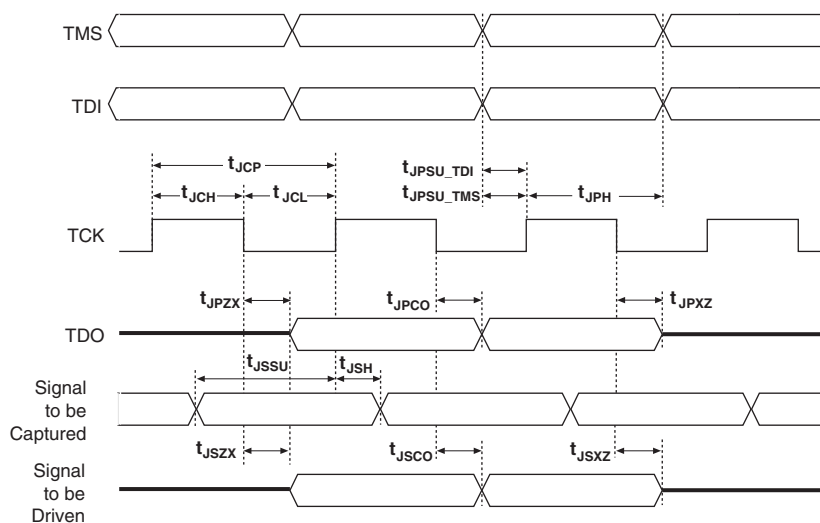 TMS
TDI
tJCP
tJPSU_TDI
tJCH tJCL tJPSU_TMS tJPH
TCK
tJPZX tJPCO tJPXZ
TDO
tJSSU tJSH
Signal
to be
Captured
tJSZX tJSCO tJSXZ
Signal
to be
Driven